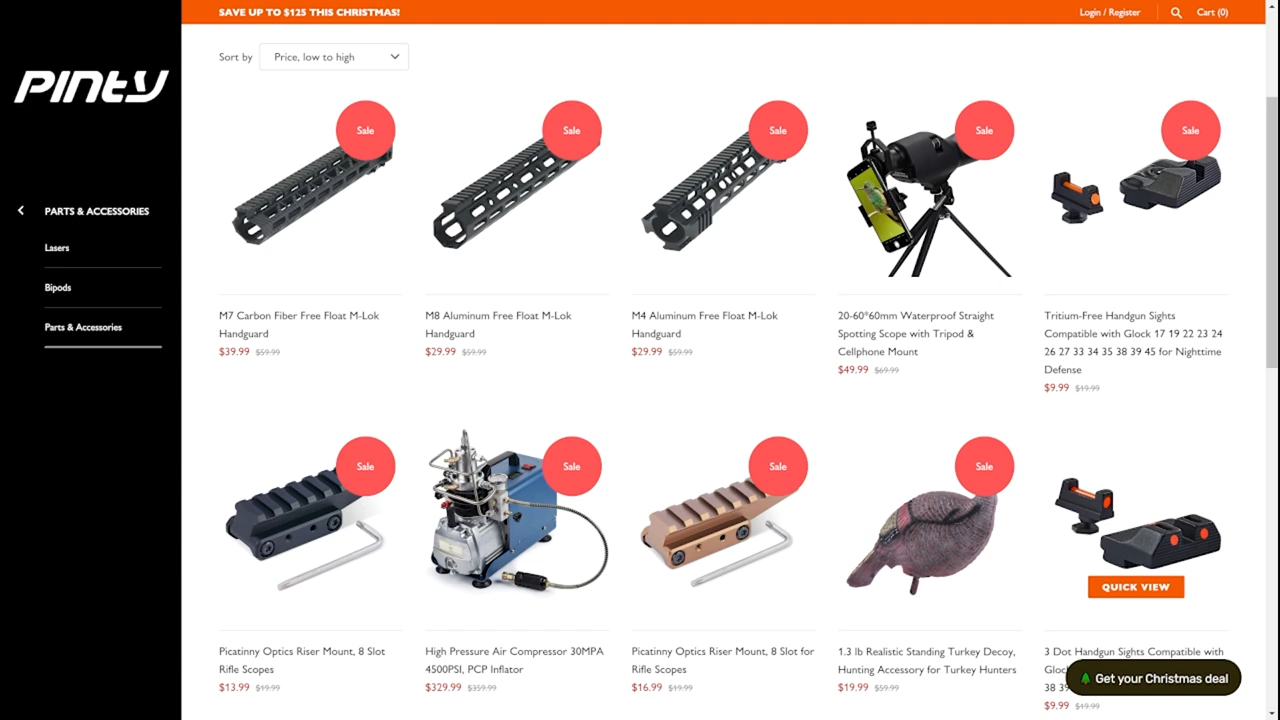 SAVE UP TO $125 THIS CHRISTMAS!
Login / Register
Cart (0)
PINTY
Sort by
Price, low to high
PARTS & ACCESSORIES
Lasers
Bipods
Parts & Accessories
Sale
M7 Carbon Fiber Free Float M-Lok
Handguard
$39.99 $59.99
Sale
M8 Aluminum Free Float M-Lok
Handguard
$29.99 $59.99
Sale
M4 Aluminum Free Float M-Lok
Handguard
$29.99 $59.99
Sale
20-60*60mm Waterproof Straight
Spotting Scope with Tripod &
Cellphone Mount
$49.99 $69.99
Sale
Tritium-Free Handgun Sights
Compatible with Glock 17 19 22 23 24
26 27 33 34 35 38 39 45 for Nighttime
Defense
$9.99 $19.99
Sale
Picatinny Optics Riser Mount, 8 Slot
Rifle Scopes
$13.99 $19.99
Sale
High Pressure Air Compressor 30MPA
4500PSI, PCP Inflator
$329.99 $359.99
Sale
Picatinny Optics Riser Mount, 8 Slot for
Rifle Scopes
$16.99 $19.99
Sale
1.3 lb Realistic Standing Turkey Decoy,
Hunting Accessory for Turkey Hunters
$19.99 $59.99
QUICK VIEW
3 Dot Handgun Sights Compatible with
38 39
$9.99 $19.99
Get your Christmas deal